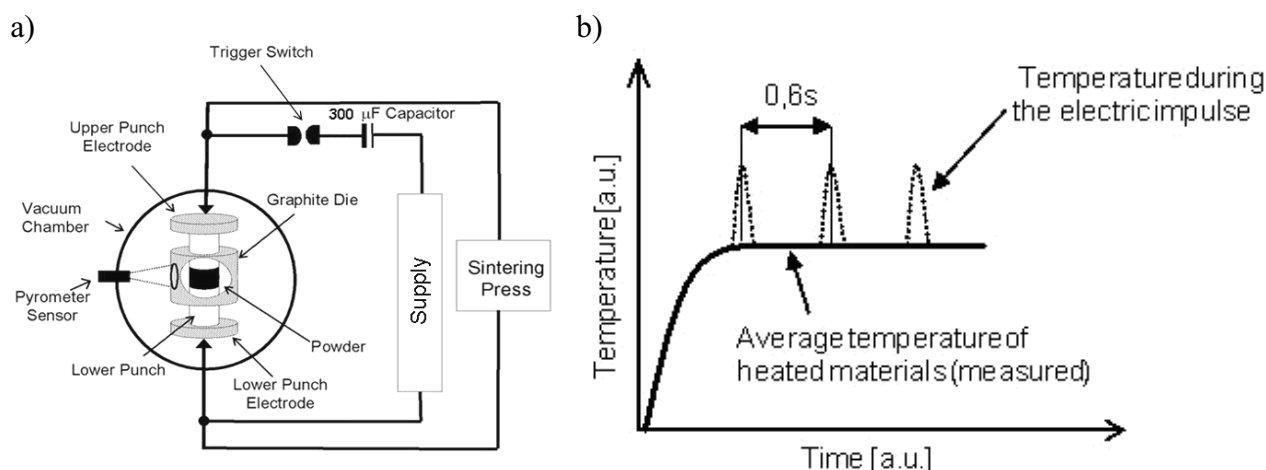 a)
Trigger Switch
300 μF Capacitor
Upper Punch
Electrode
Graphite Die
Vacuum
Chamber
Supply
Sintering
Press
Pyrometer
Sensor
Powder
Lower Punch
Lower Punch
Electrode
b)
Temperature [a.u.]
0,6s
Temperature during
the electric impulse
Average temperature of
heated materials (measured)
Time [a.u.]